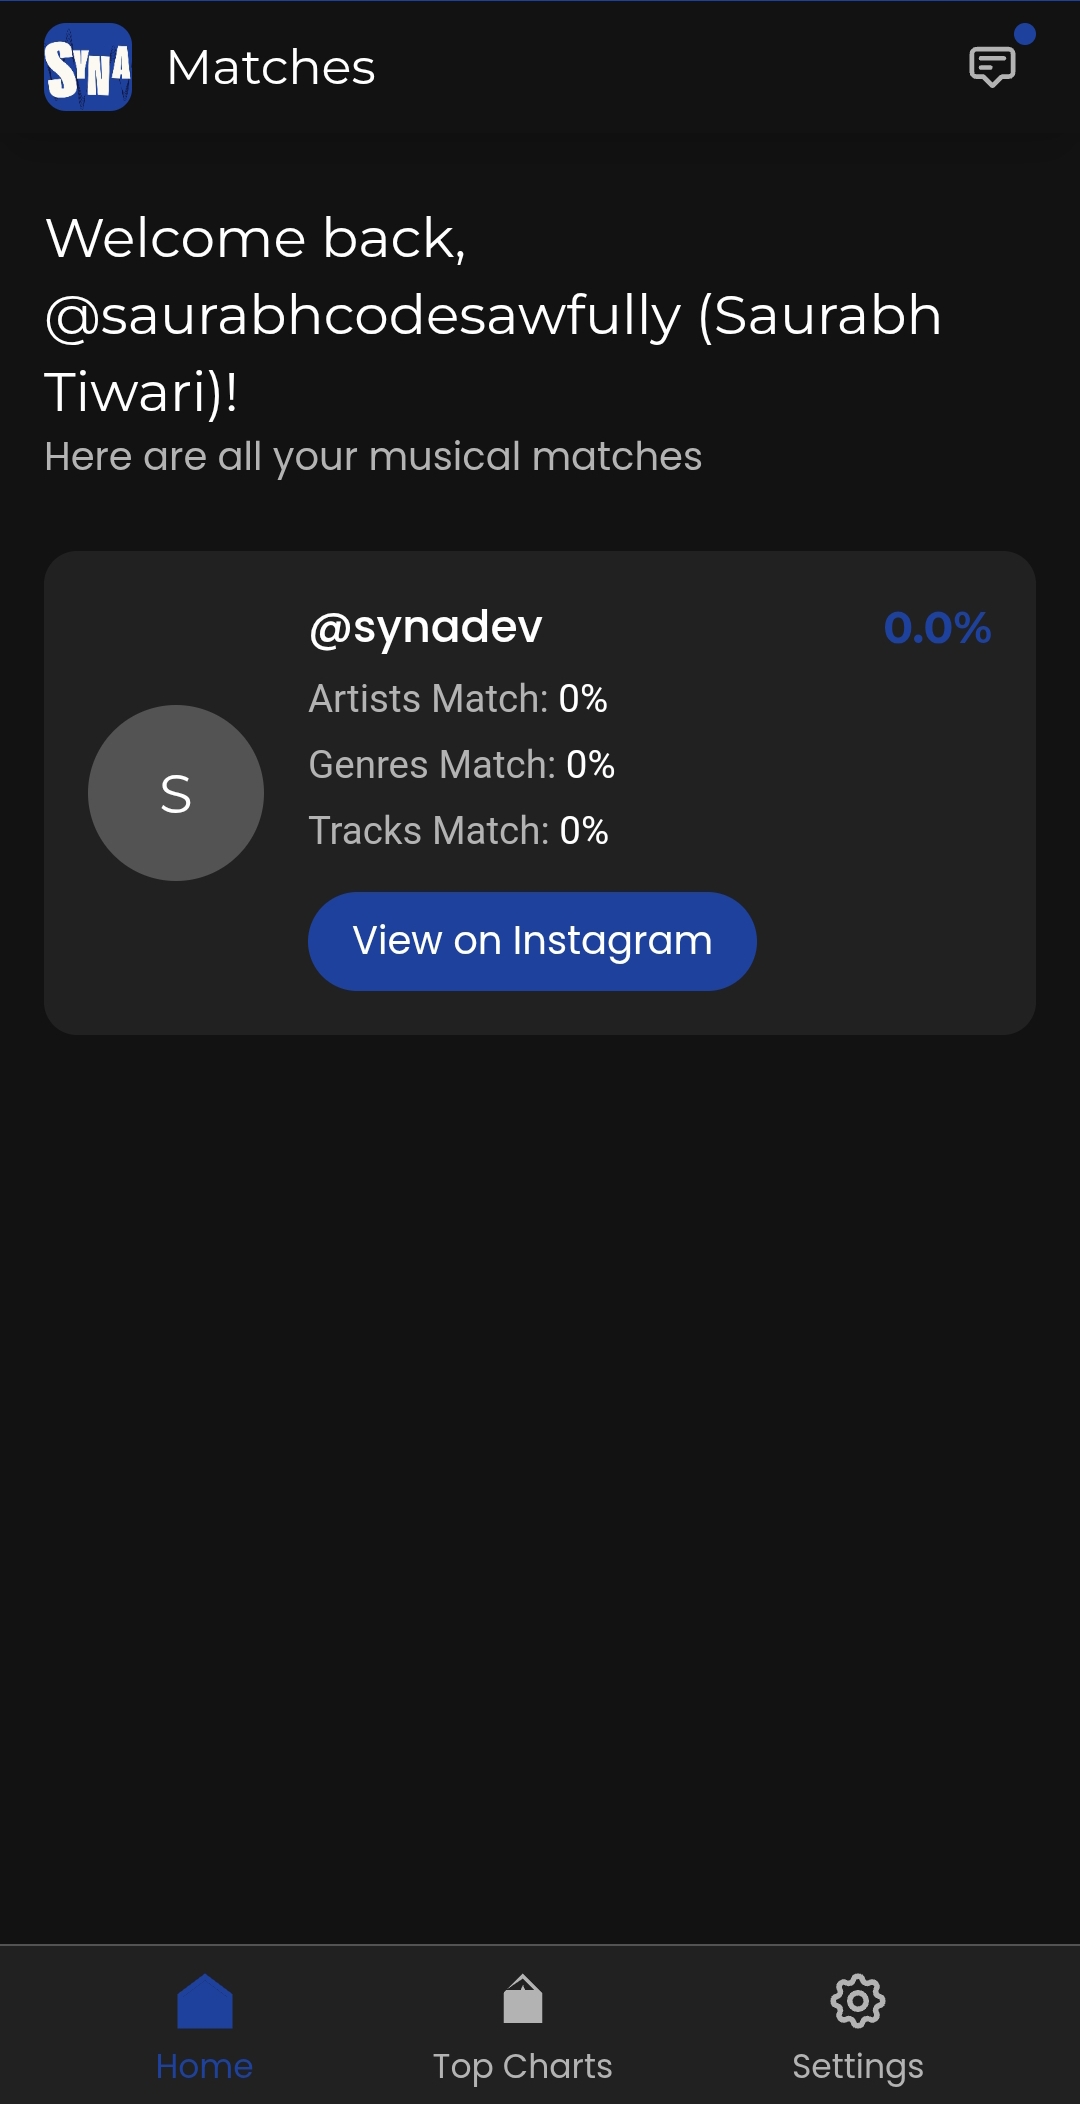 SYNA
Matches
Welcome back,
@saurabhcodesawfully (Saurabh
Tiwari)!
Here are all your musical matches
@synadev
0.0%
Artists Match: 0%
Genres Match: 0%
Tracks Match: 0%
S
View on Instagram
Home
Top Charts
Settings